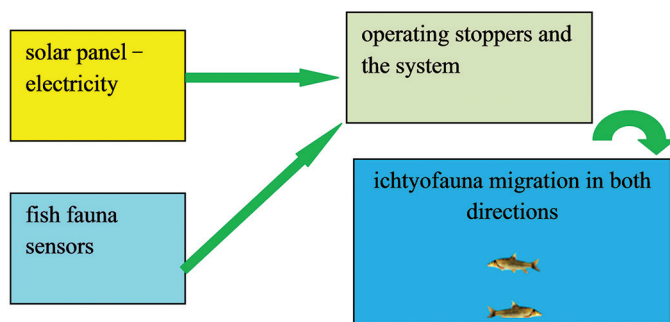 solar panel –
electricity
operating stoppers and
the system
fish fauna
sensors
ichtyofauna migration in both
directions